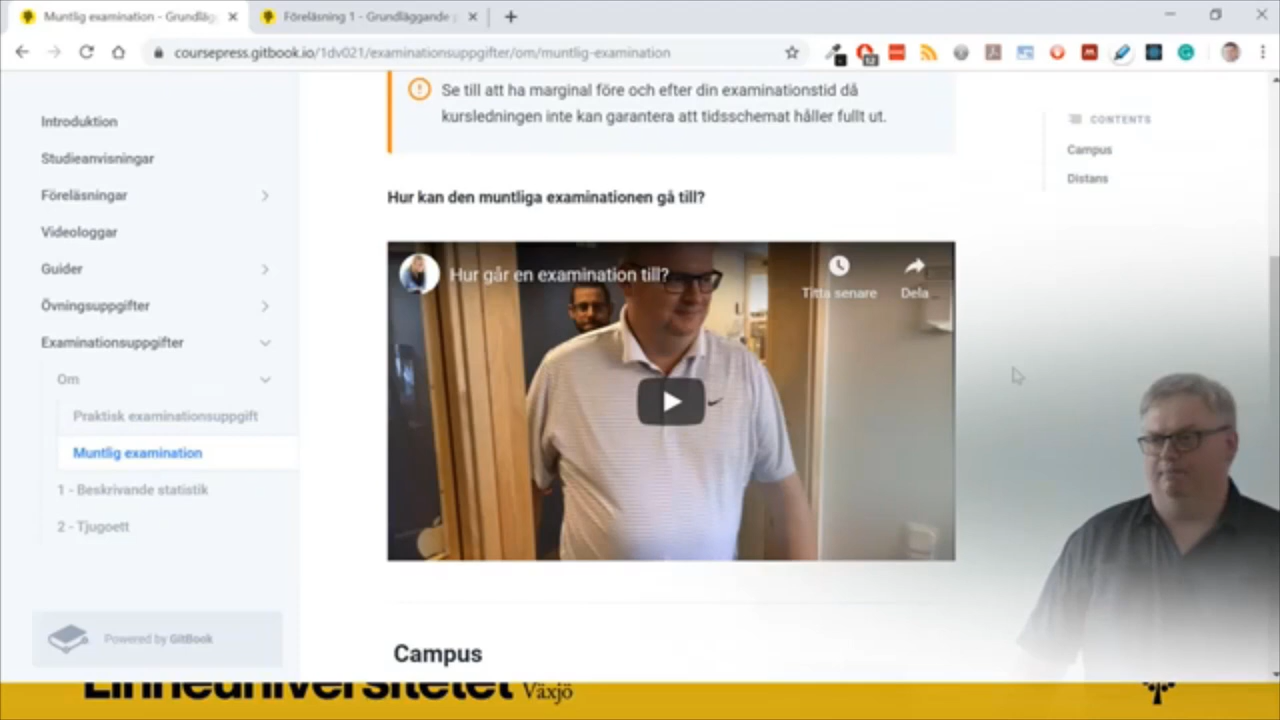 Muntlig examination - Grundläg
Föreläsning 1 - Grundläggande p
coursepress.gitbook.io/1dv021/examinationsuppgifter/om/muntlig-examination
12
Introduktion
Studieanvisningar
Föreläsningar
Videologgar
Guider
Övningsuppgifter
Examinationsuppgifter
Om
Praktisk examinationsuppgift
Muntlig examination
1 - Beskrivande statistik
2 - Tjugoett
Powered by GitBook
Se till att ha marginal före och efter din examinationstid då
kursledningen inte kan garantera att tidsschemat håller fullt ut.
Hur kan den muntliga examinationen gå till?
Hur går en examination till?
Titta senare
Dela
Campus
CONTENTS
Campus
Distans
Linnéuniversitetet Växjö